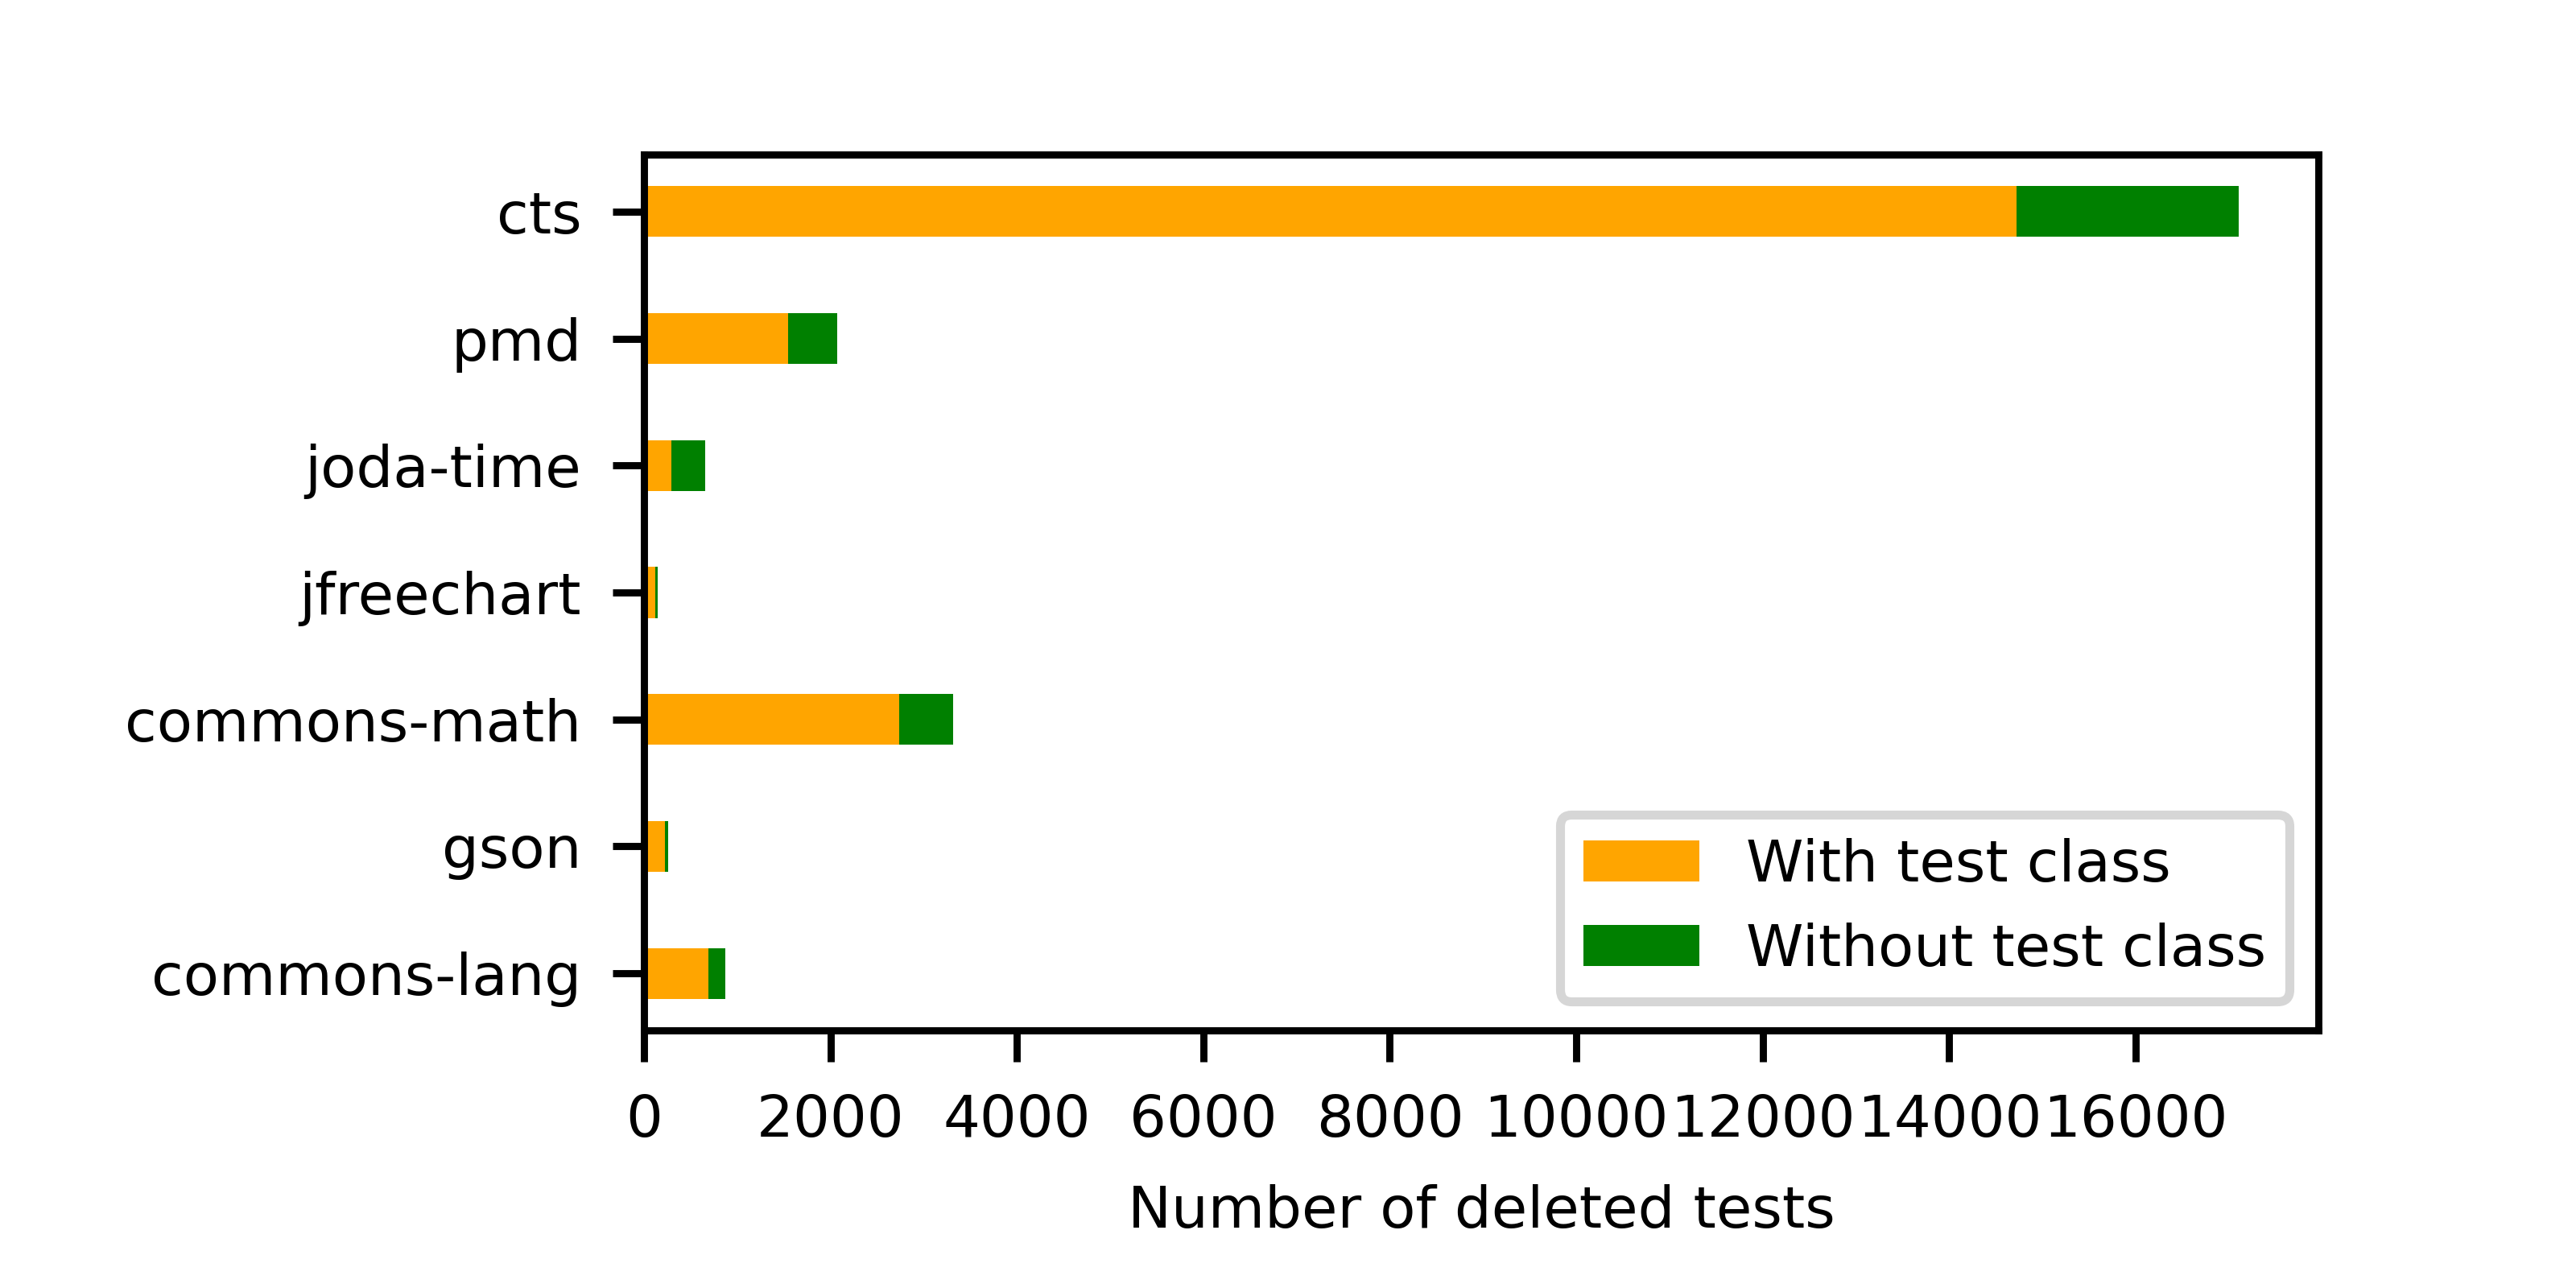 cts
pmd
joda-time
jfreechart
commons-math
gson
commons-lang
With test class
Without test class
0 2000 4000 6000 8000 10000 12000 14000 16000
Number of deleted tests